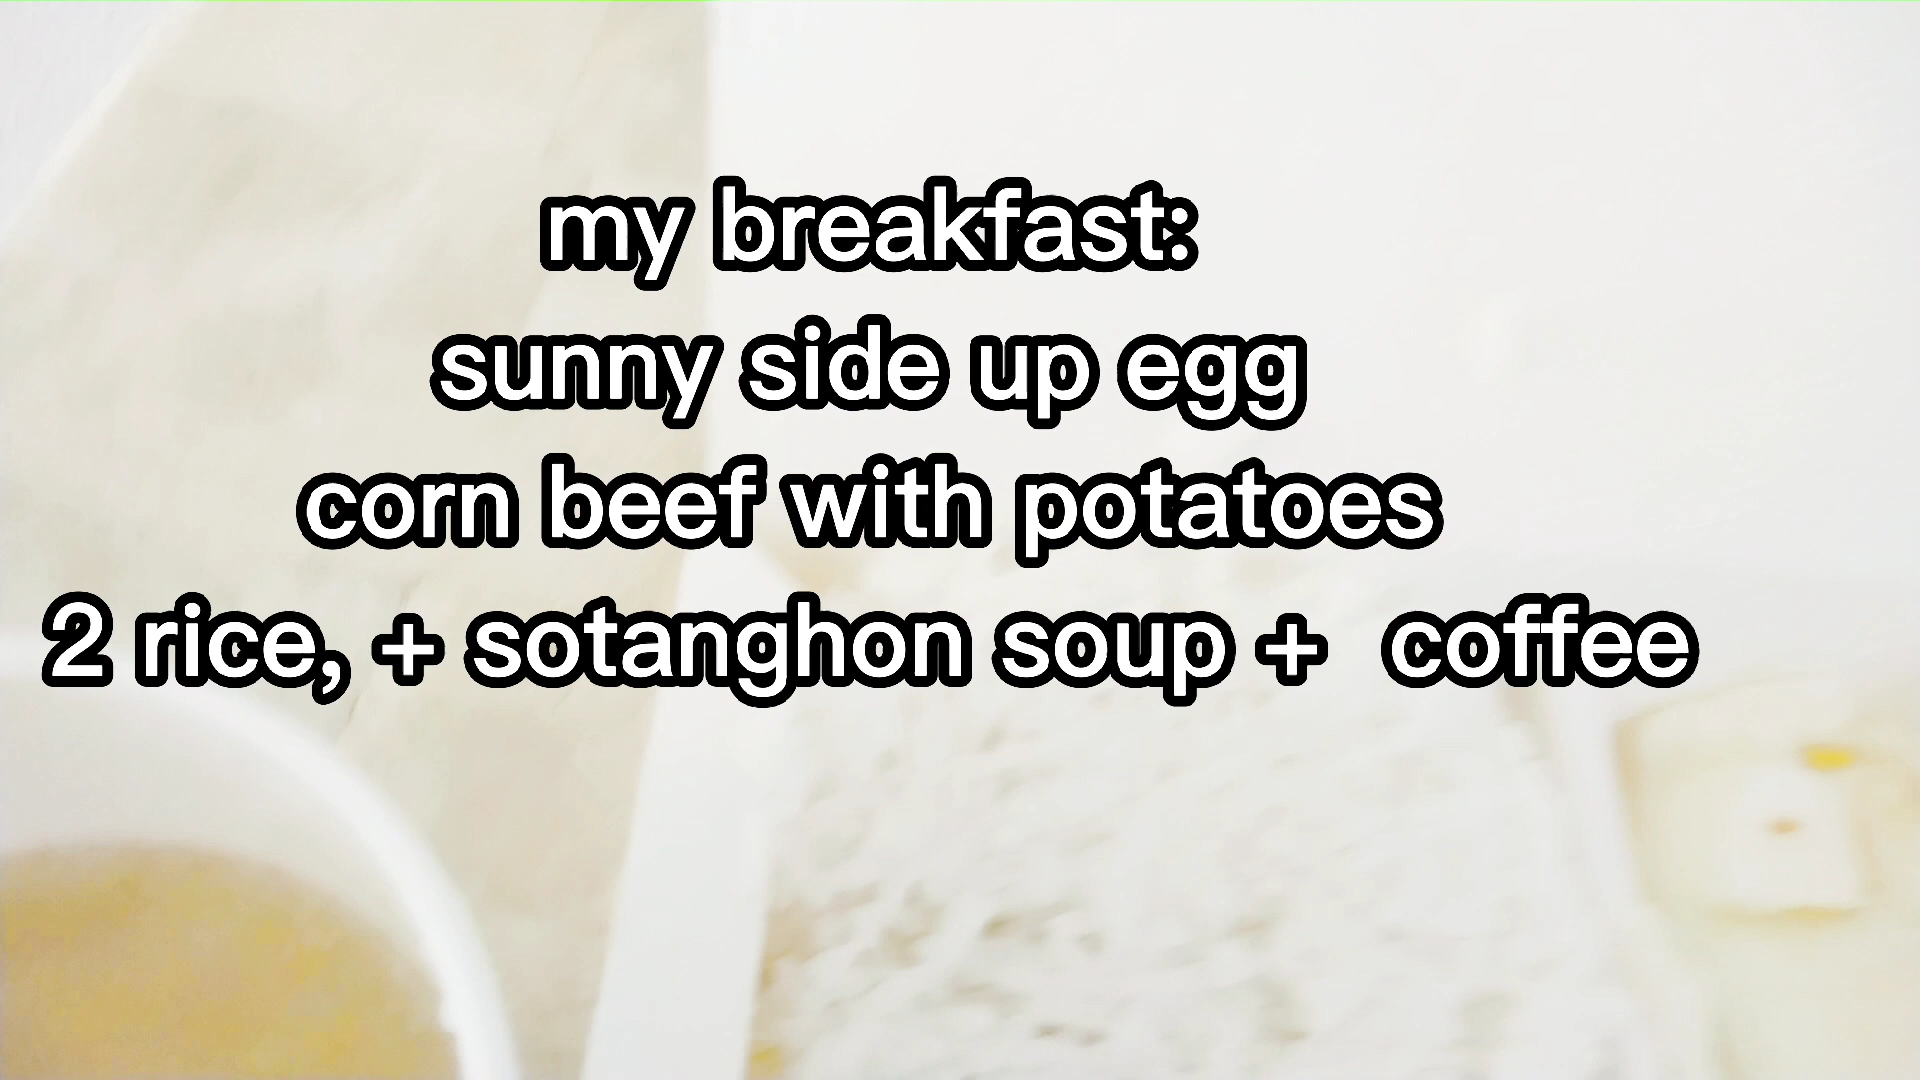 my breakfast:
sunny side up egg
corn beef with potatoes
2 rice, + sotanghon soup +  coffee